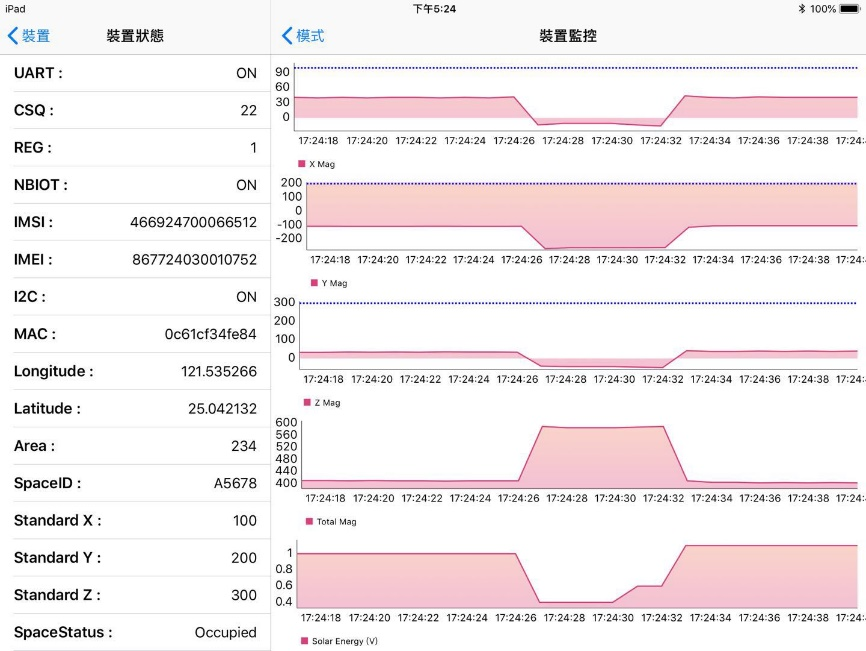 iPad 下午5:24 100%
裝置 裝置狀態
UART : ON
CSQ : 22
REG : 1
NBIOT : ON
IMSI : 466924700066512
IMEI : 867724030010752
I2C : ON
MAC : 0c61cf34fe84
Longitude : 121.535266
Latitude : 25.042132
Area : 234
SpaceID : A5678
Standard X : 100
Standard Y : 200
Standard Z : 300
SpaceStatus : Occupied
模式 裝置監控
90
60
30
0
17:24:18 17:24:20 17:24:22 17:24:24 17:24:26 17:24:28 17:24:30 17:24:32 17:24:34 17:24:36 17:24:38 17:24:
X Mag
200
100
0
-100
-200
17:24:18 17:24:20 17:24:22 17:24:24 17:24:26 17:24:28 17:24:30 17:24:32 17:24:34 17:24:36 17:24:38 17:24:
Y Mag
300
200
100
0
17:24:18 17:24:20 17:24:22 17:24:24 17:24:26 17:24:28 17:24:30 17:24:32 17:24:34 17:24:36 17:24:38 17:24:
Z Mag
600
560
520
480
440
400
17:24:18 17:24:20 17:24:22 17:24:24 17:24:26 17:24:28 17:24:30 17:24:32 17:24:34 17:24:36 17:24:38 17:24:
Total Mag
1
0.8
0.6
0.4
17:24:18 17:24:20 17:24:22 17:24:24 17:24:26 17:24:28 17:24:30 17:24:32 17:24:34 17:24:36 17:24:38 17:24:
Solar Energy (V)